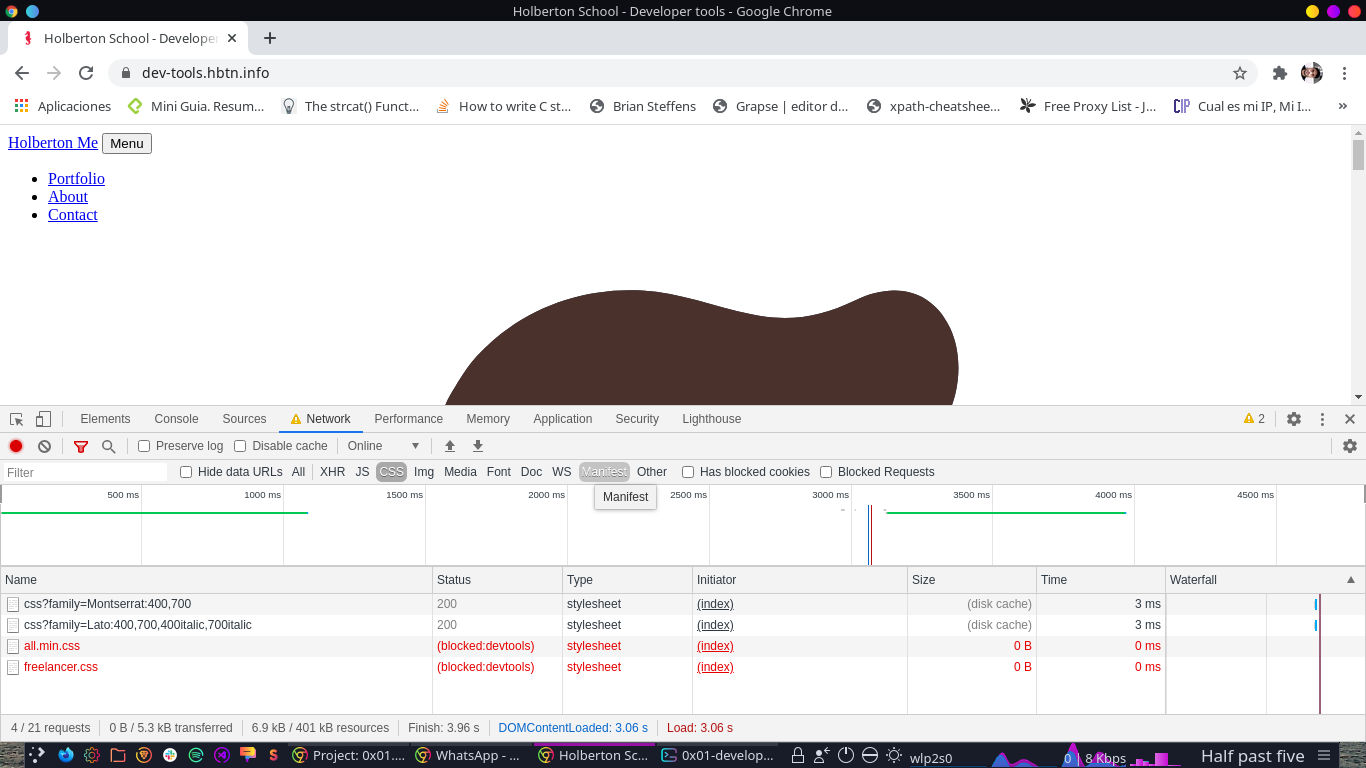 Holberton School - Developer tools - Google Chrome
Holberton School - Developer
dev-tools.hbtn.info
Aplicaciones Mini Guia. Resum... The strcat() Funct... How to write C st... Brian Steffens Grapse | editor d... xpath-cheatshee... Free Proxy List - J... Cual es mi IP, Mi I... »
Holberton Me Menu
Portfolio
About
Contact
Elements Console Sources Network Performance Memory Application Security Lighthouse 2
Preserve log Disable cache Online
Filter Hide data URLs All XHR JS CSS Img Media Font Doc WS Manifest Other Has blocked cookies Blocked Requests
Manifest
500 ms 1000 ms 1500 ms 2000 ms 2500 ms 3000 ms 3500 ms 4000 ms 4500 ms
Name Status Type Initiator Size Time Waterfall
css?family=Montserrat:400,700 200 stylesheet (index) (disk cache) 3 ms
css?family=Lato:400,700,400italic,700italic 200 stylesheet (index) (disk cache) 3 ms
all.min.css (blocked:devtools) stylesheet (index) 0 B 0 ms
freelancer.css (blocked:devtools) stylesheet (index) 0 B 0 ms
4 / 21 requests 0 B / 5.3 kB transferred 6.9 kB / 401 kB resources Finish: 3.96 s DOMContentLoaded: 3.06 s Load: 3.06 s
Project: 0x01.... WhatsApp - ... Holberton Sc... 0x01-develop... wlp2s0 0 | 8 Kbps Half past five